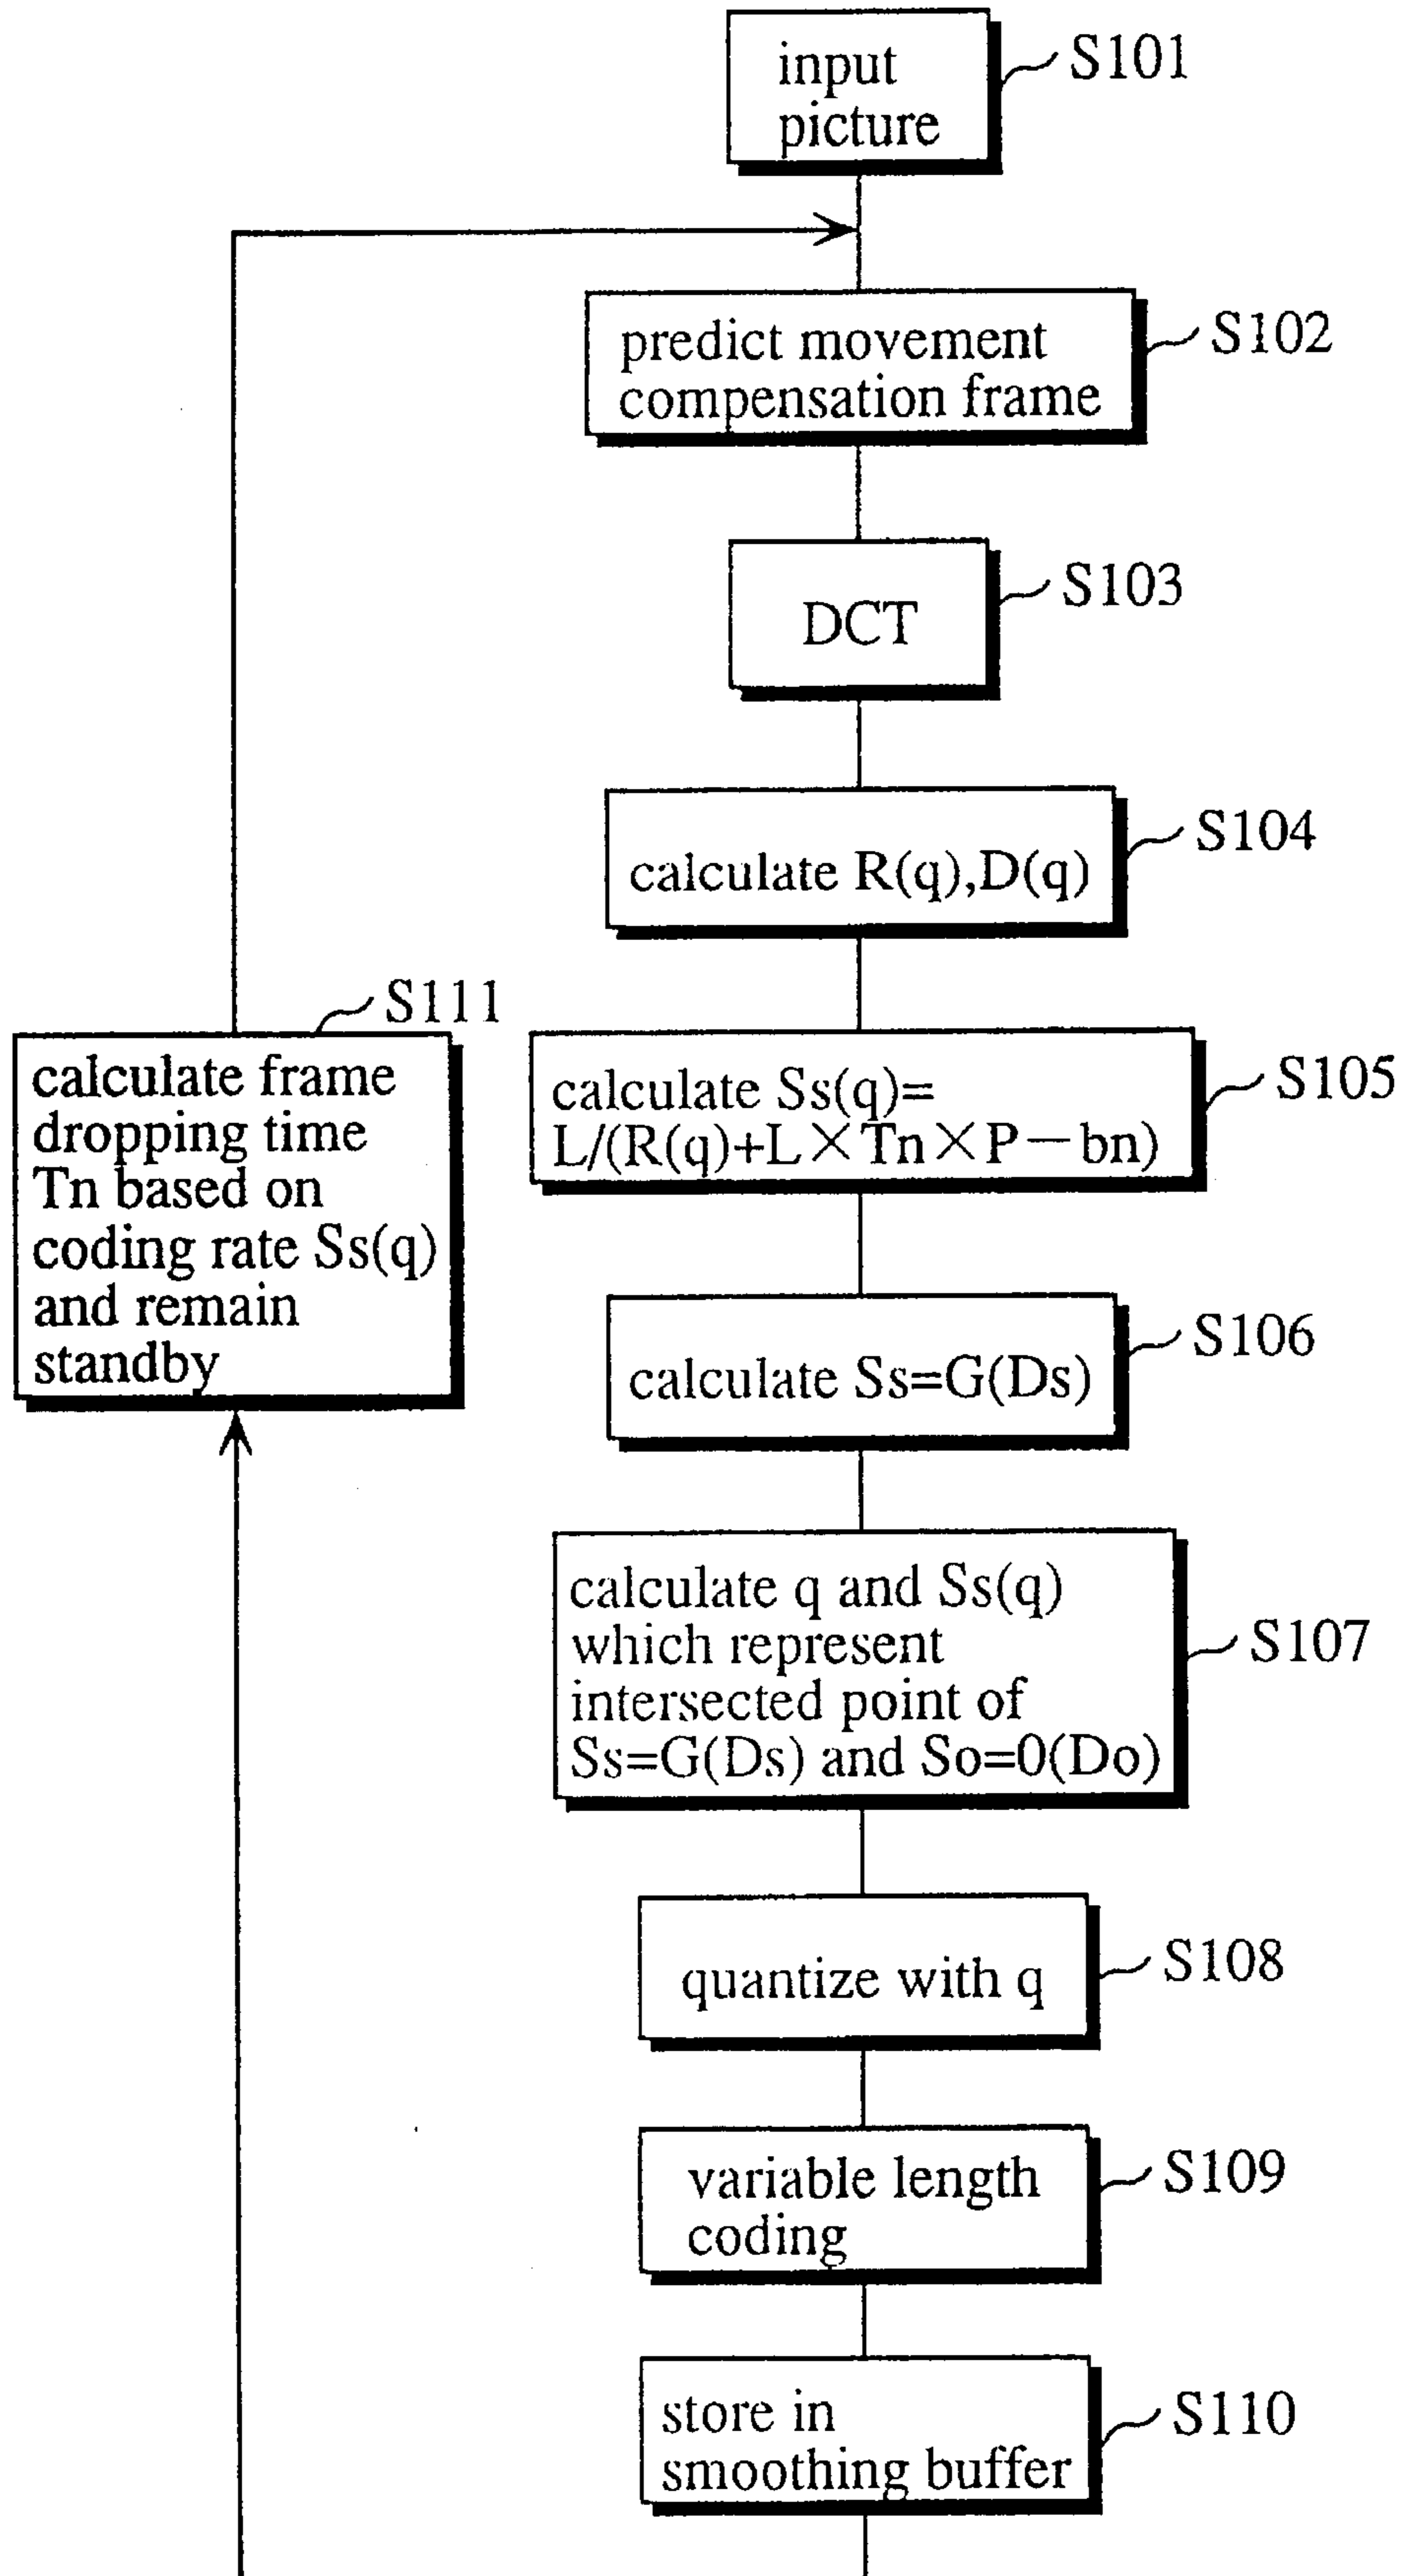 input
picture
S101
predict movement
compensation frame
S102
DCT
S103
calculate R(q),D(q)
S104
calculate Ss(q)=
L/(R(q)+L×Tn×P−bn)
S105
calculate Ss=G(Ds)
S106
calculate q and Ss(q)
which represent
intersected point of
Ss=G(Ds) and So=0(Do)
S107
quantize with q
S108
variable length
coding
S109
store in
smoothing buffer
S110
S111
calculate frame
dropping time
Tn based on
coding rate Ss(q)
and remain
standby